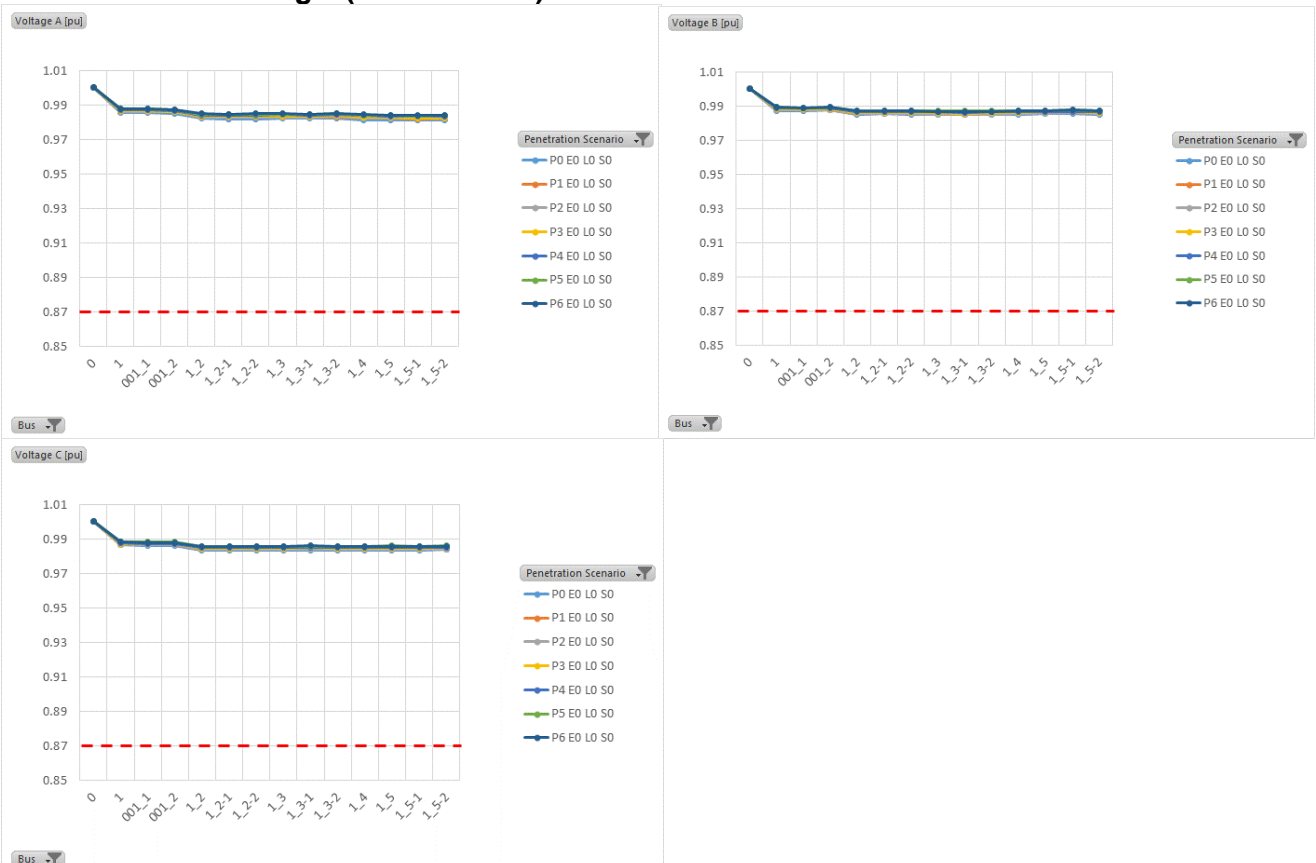 Voltage A [pu]
1.01
0.99
0.97
0.95
0.93
0.91
0.89
0.87
0.85
0 1 001_1 001_2 1_2 1_2-1 1_2-2 1_3 1_3-1 1_3-2 1_4 1_5 1_5-1 1_5-2
Penetration Scenario
P0 E0 L0 S0
P1 E0 L0 S0
P2 E0 L0 S0
P3 E0 L0 S0
P4 E0 L0 S0
P5 E0 L0 S0
P6 E0 L0 S0
Bus
Voltage B [pu]
1.01
0.99
0.97
0.95
0.93
0.91
0.89
0.87
0.85
0 1 001_1 001_2 1_2 1_2-1 1_2-2 1_3 1_3-1 1_3-2 1_4 1_5 1_5-1 1_5-2
Penetration Scenario
P0 E0 L0 S0
P1 E0 L0 S0
P2 E0 L0 S0
P3 E0 L0 S0
P4 E0 L0 S0
P5 E0 L0 S0
P6 E0 L0 S0
Bus
Voltage C [pu]
1.01
0.99
0.97
0.95
0.93
0.91
0.89
0.87
0.85
0 1 001_1 001_2 1_2 1_2-1 1_2-2 1_3 1_3-1 1_3-2 1_4 1_5 1_5-1 1_5-2
Penetration Scenario
P0 E0 L0 S0
P1 E0 L0 S0
P2 E0 L0 S0
P3 E0 L0 S0
P4 E0 L0 S0
P5 E0 L0 S0
P6 E0 L0 S0
Bus